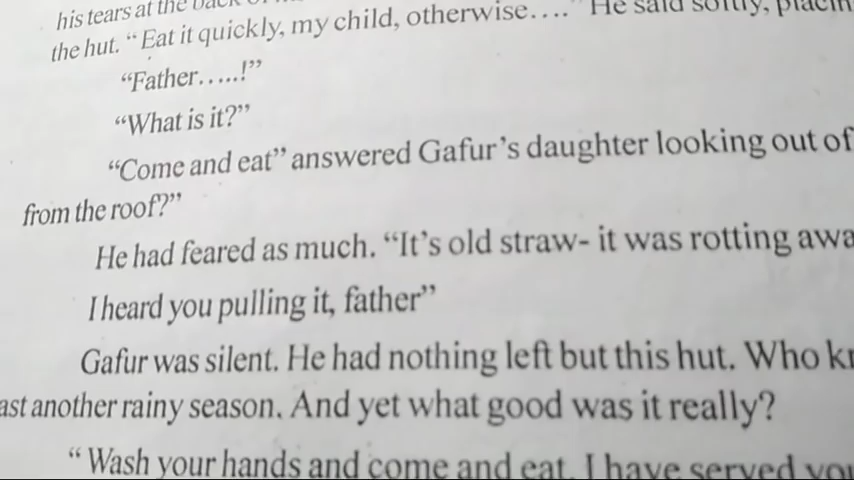 his tears at the back of
the hut. “Eat it quickly, my child, otherwise....” He said softly,
“Father.....!”
“What is it?”
“Come and eat” answered Gafur’s daughter looking out of
from the roof?”
He had feared as much. “It’s old straw- it was rotting
I heard you pulling it, father”
Gafur was silent. He had nothing left but this hut. Who
another rainy season. And yet what good was it really?
“ Wash your hands and come and eat. I have served